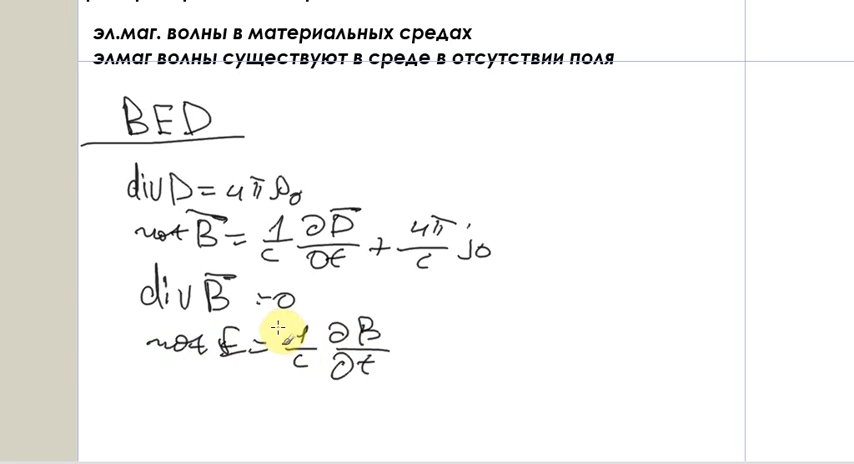 эл.маг. волны в материальных средах
элмаг волны существуют в среде в отсутствии поля
BED
div D = 4π ρ₀
rot B̅ = 1/c ∂D̅/∂t + 4π/c j₀
div B̅ = 0
rot E = 1/c ∂B/∂t